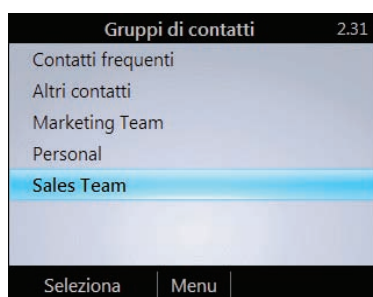 Gruppi di contatti 2.31
Contatti frequenti
Altri contatti
Marketing Team
Personal
Sales Team
Seleziona Menu